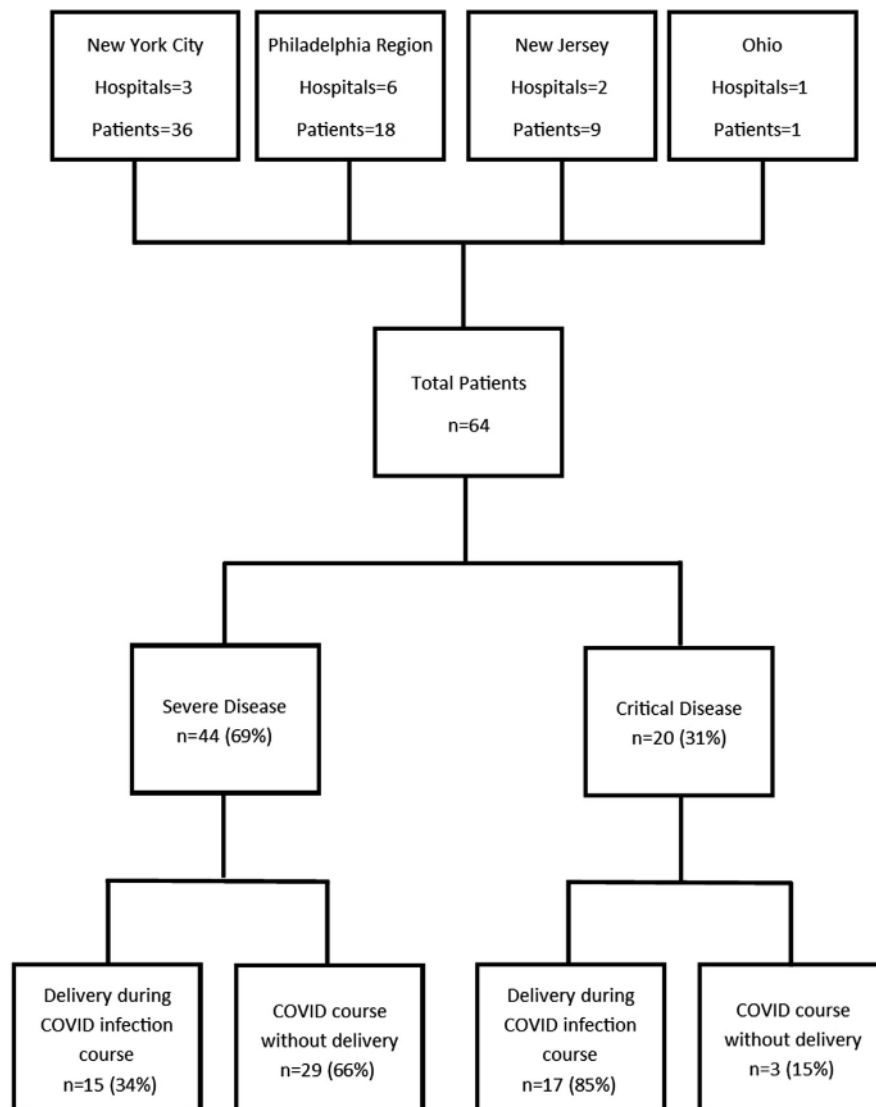 New York City
Hospitals=3
Patients=36
Philadelphia Region
Hospitals=6
Patients=18
New Jersey
Hospitals=2
Patients=9
Ohio
Hospitals=1
Patients=1
Total Patients
n=64
Severe Disease
n=44 (69%)
Critical Disease
n=20 (31%)
Delivery during
COVID infection
course
n=15 (34%)
COVID course
without delivery
n=29 (66%)
Delivery during
COVID infection
course
n=17 (85%)
COVID course
without delivery
n=3 (15%)